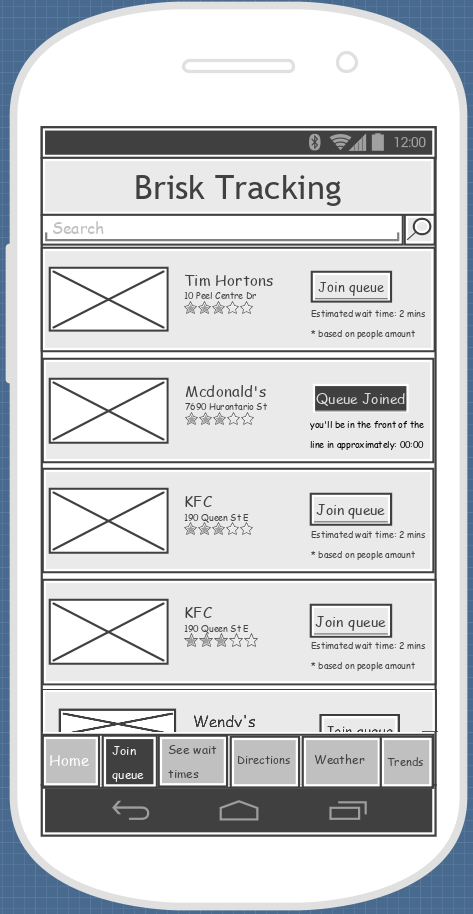 12:00
Brisk Tracking
Search
Tim Hortons
10 Peel Centre Dr
Join queue
Estimated wait time: 2 mins
* based on people amount
Mcdonald's
7690 Hurontario St
Queue Joined
you'll be in the front of the
line in apraximately: 00:00
KFC
190 Queen St E
Join queue
Estimated wait time: 2 mins
* based on people amount
KFC
190 Queen St E
Join queue
Estimated wait time: 2 mins
* based on people amount
Wendy's
Join queue
Home
Join
queue
See wait
times
Directions
Weather
Trends